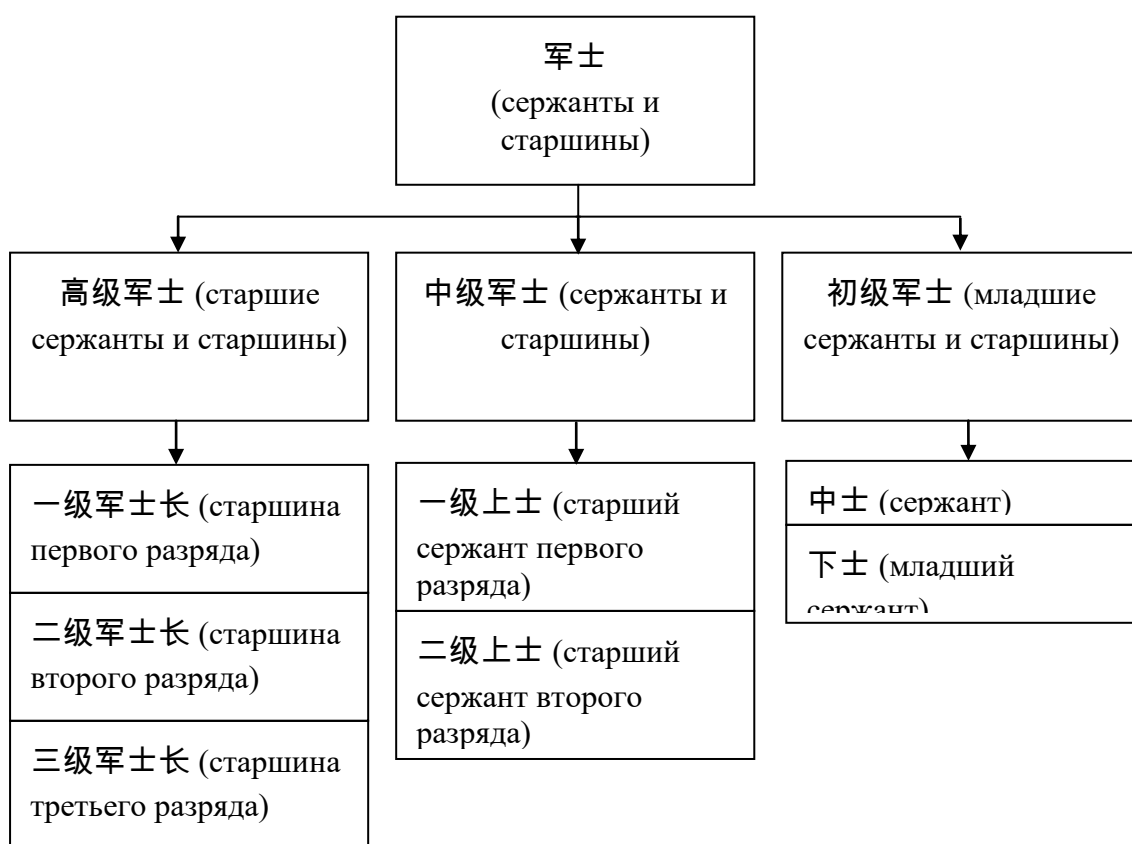 军士
(сержанты и
старшины)
高级军士 (старшие
сержанты и старшины)
中级军士 (сержанты и
старшины)
初级军士 (младшие
сержанты и старшины)
一级军士长 (старшина
первого разряда)
二级军士长 (старшина
второго разряда)
三级军士长 (старшина
третьего разряда)
一级上士 (старший
сержант первого
разряда)
二级上士 (старший
сержант второго
разряда)
中士 (сержант)
下士 (младший
сержант)